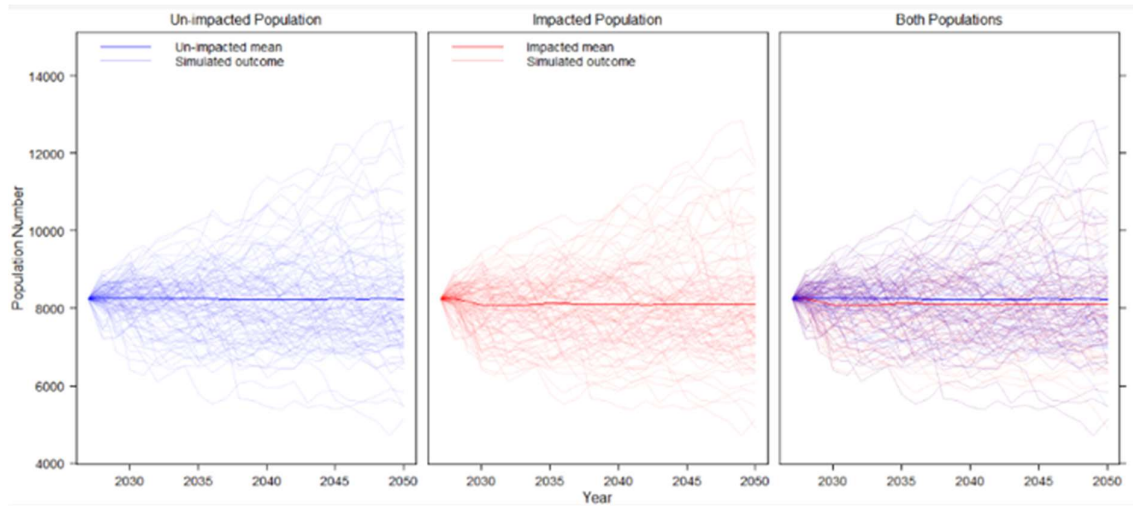 Un-impacted Population
Impacted Population
Both Populations
Un-impacted mean
Simulated outcome
Impacted mean
Simulated outcome
Population Number
14000
12000
10000
8000
6000
4000
2030 2035 2040 2045 2050
2030 2035 2040 2045 2050
2030 2035 2040 2045 2050
Year